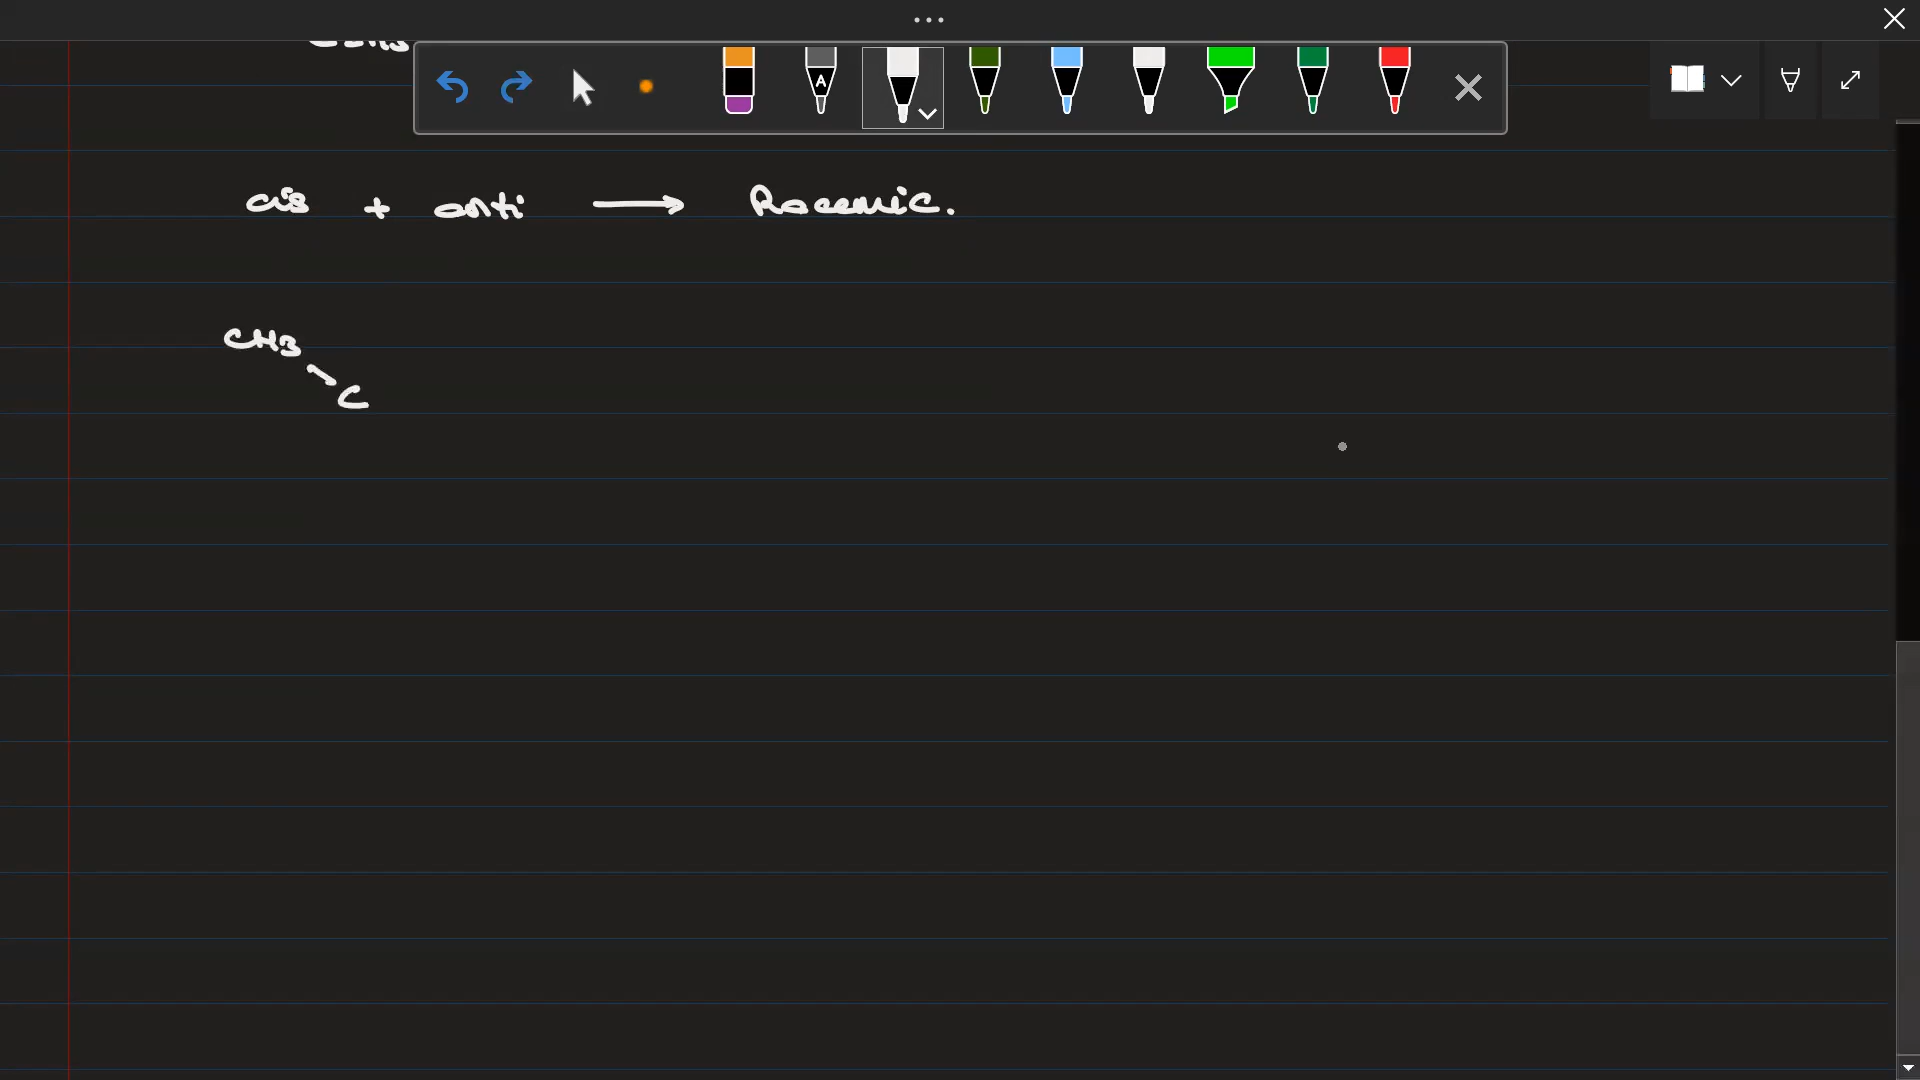 cis + anti → Racemic.
CH3
C